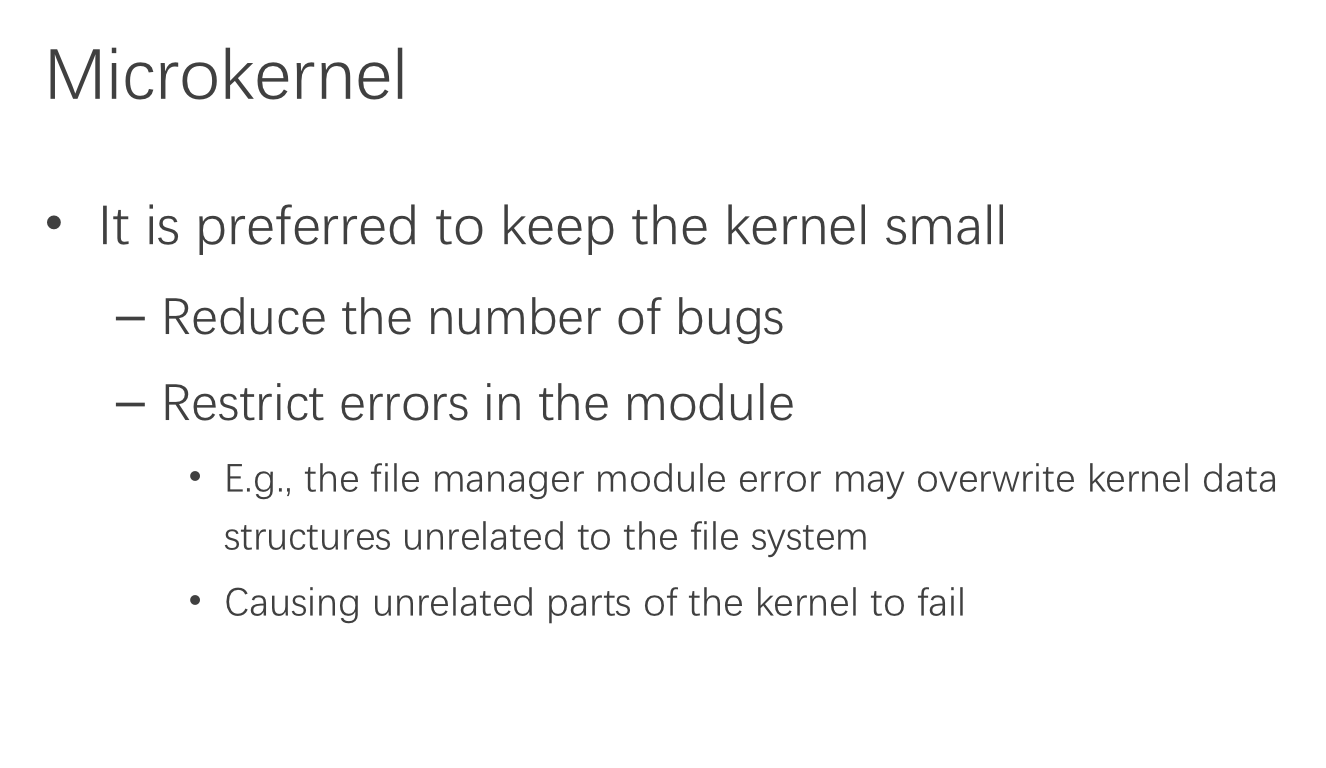 Microkernel
• It is preferred to keep the kernel small
– Reduce the number of bugs
– Restrict errors in the module
• E.g., the file manager module error may overwrite kernel data
structures unrelated to the file system
• Causing unrelated parts of the kernel to fail